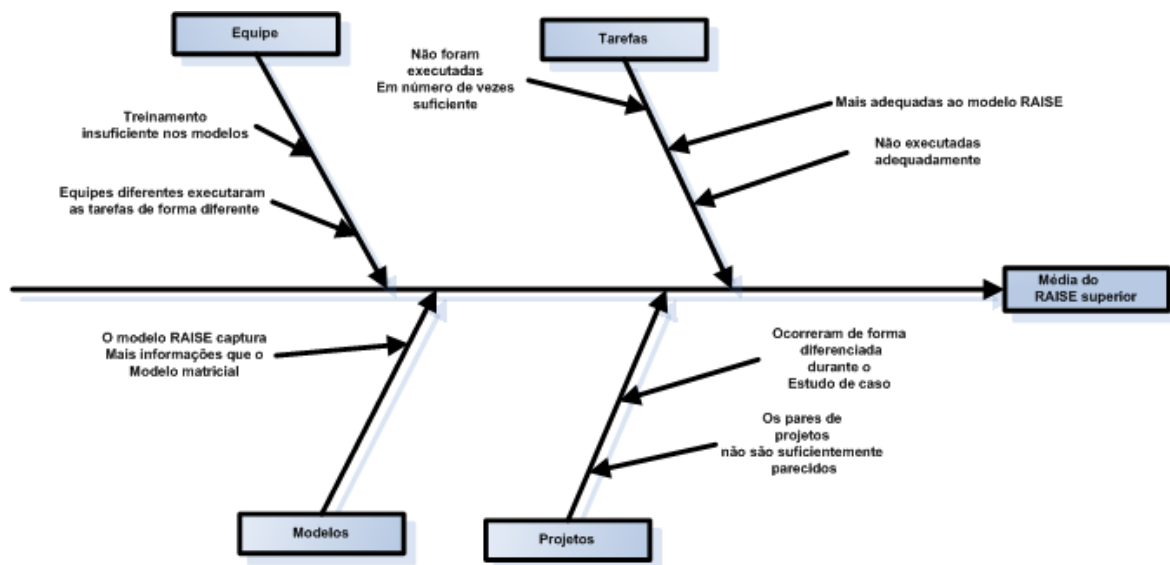 Equipe
Tarefas
Não foram
executadas
Em número de vezes
suficiente
Mais adequadas ao modelo RAISE
Treinamento
insuficiente nos modelos
Não executadas
adequadamente
Equipes diferentes executaram
as tarefas de forma diferente
Média do
RAISE superior
O modelo RAISE captura
Mais informações que o
Modelo matricial
Ocorreram de forma
diferenciada
durante o
Estudo de caso
Os pares de
projetos
não são suficientemente
parecidos
Modelos
Projetos